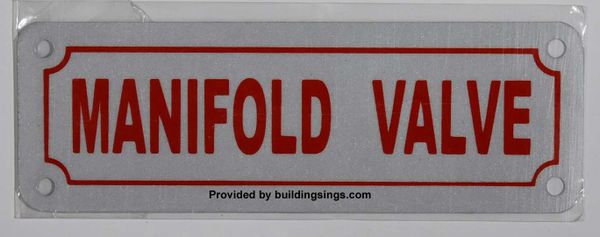 MANIFOLD VALVE
Provided by buildingsings.com